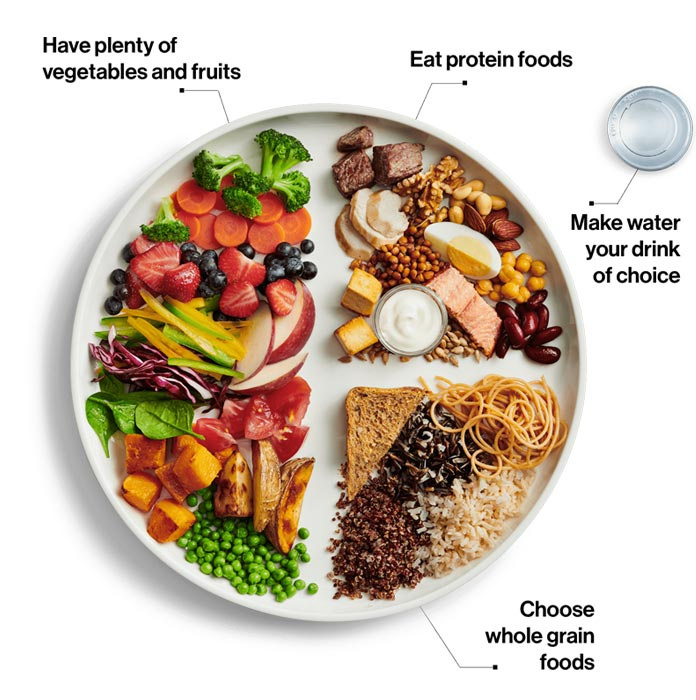 Have plenty of
vegetables and fruits
Eat protein foods
Make water
your drink
of choice
Choose
whole grain
foods